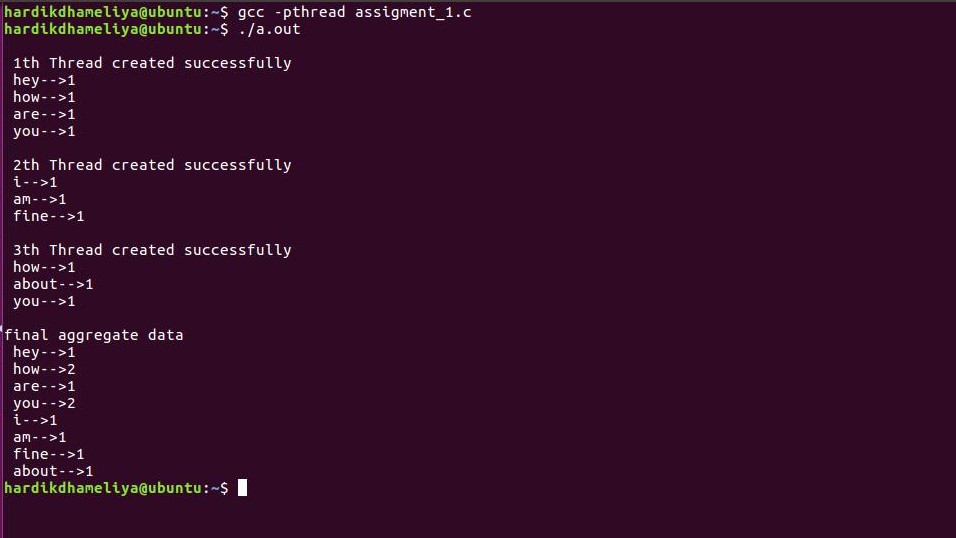 hardikdhameliya@ubuntu:~$ gcc -pthread assigment_1.c
hardikdhameliya@ubuntu:~$ ./a.out
1th Thread created successfully
hey-->1
how-->1
are-->1
you-->1
2th Thread created successfully
i-->1
am-->1
fine-->1
3th Thread created successfully
how-->1
about-->1
you-->1
final aggregate data
hey-->1
how-->2
are-->1
you-->2
i-->1
am-->1
fine-->1
about-->1
hardikdhameliya@ubuntu:~$